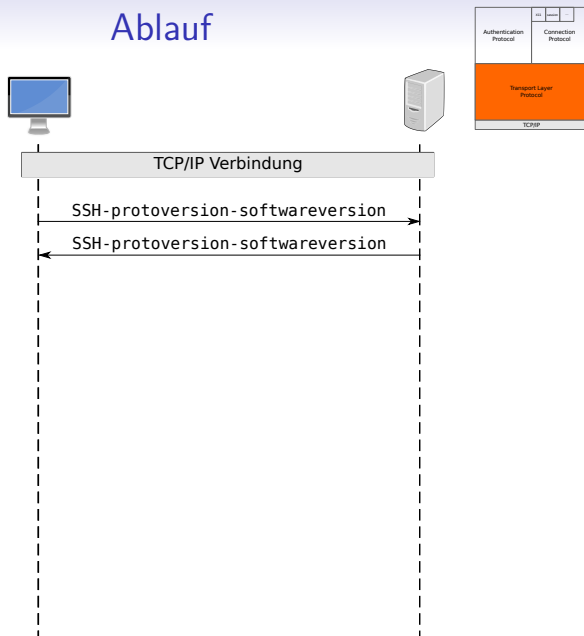 Ablauf
Authentication
Protocol
Connection
Protocol
Transport Layer
Protocol
TCP/IP
TCP/IP Verbindung
SSH-protoversion-softwareversion
SSH-protoversion-softwareversion